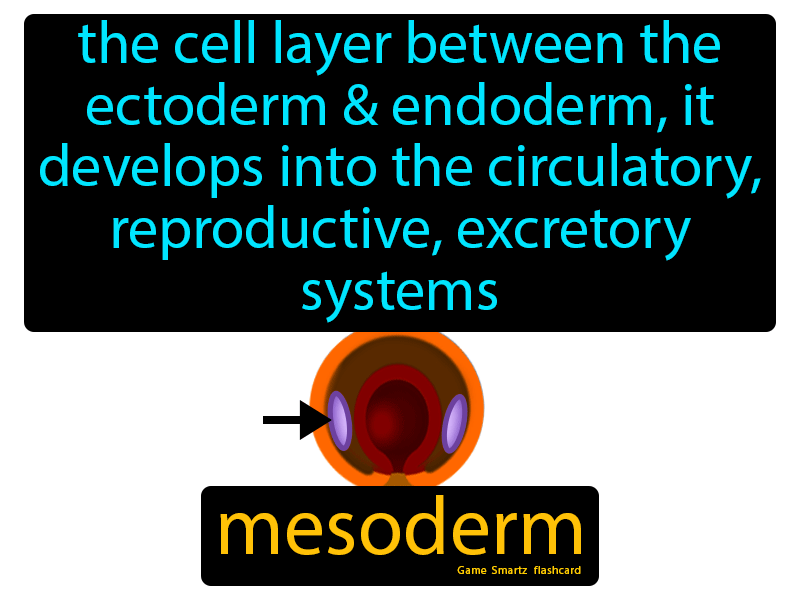 the cell layer between the
ectoderm & endoderm, it
develops into the circulatory,
reproductive, excretory
systems
mesoderm
Game Smartz flashcard